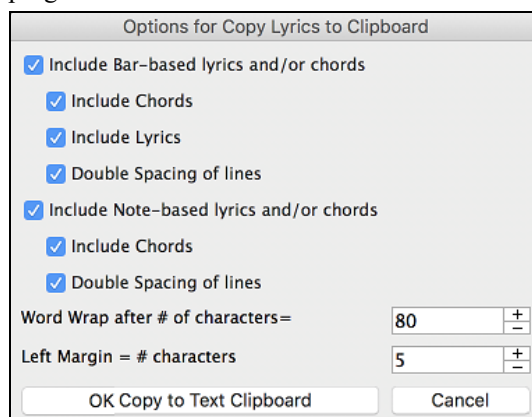 Options for Copy Lyrics to Clipboard
Include Bar-based lyrics and/or chords
Include Chords
Include Lyrics
Double Spacing of lines
Include Note-based lyrics and/or chords
Include Chords
Double Spacing of lines
Word Wrap after # of characters= 80 + −
Left Margin = # characters 5 + −
OK Copy to Text Clipboard Cancel